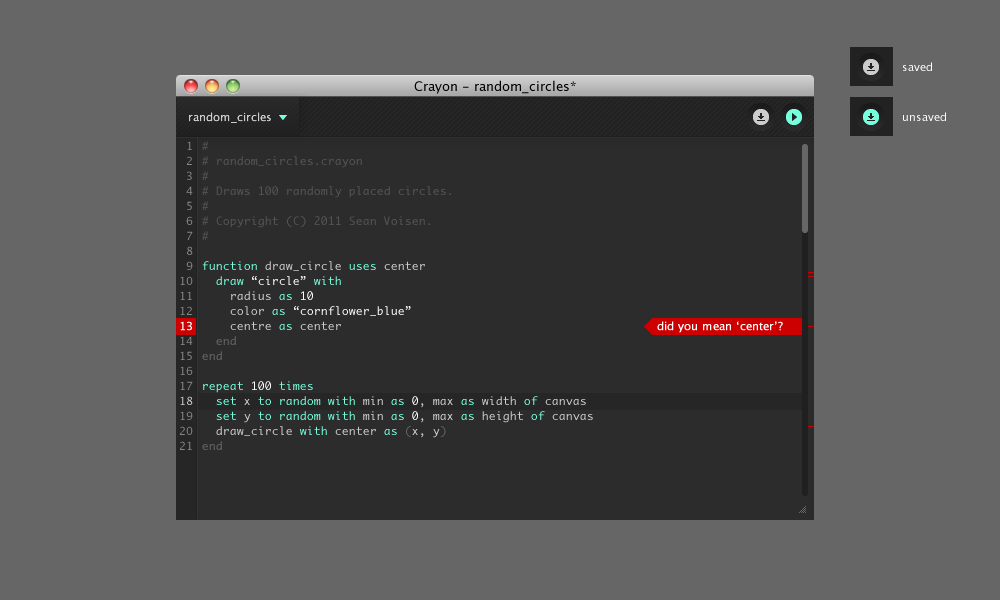 Crayon – random_circles*
saved
unsaved
random_circles
1 #
2 # random_circles.crayon
3 #
4 # Draws 100 randomly placed circles.
5 #
6 # Copyright (C) 2011 Sean Voisen.
7 #
8
9 function draw_circle uses center
10 draw “circle” with
11 radius as 10
12 color as “cornflower_blue”
13 centre as center did you mean ‘center’?
14 end
15 end
16
17 repeat 100 times
18 set x to random with min as 0, max as width of canvas
19 set y to random with min as 0, max as height of canvas
20 draw_circle with center as (x, y)
21 end